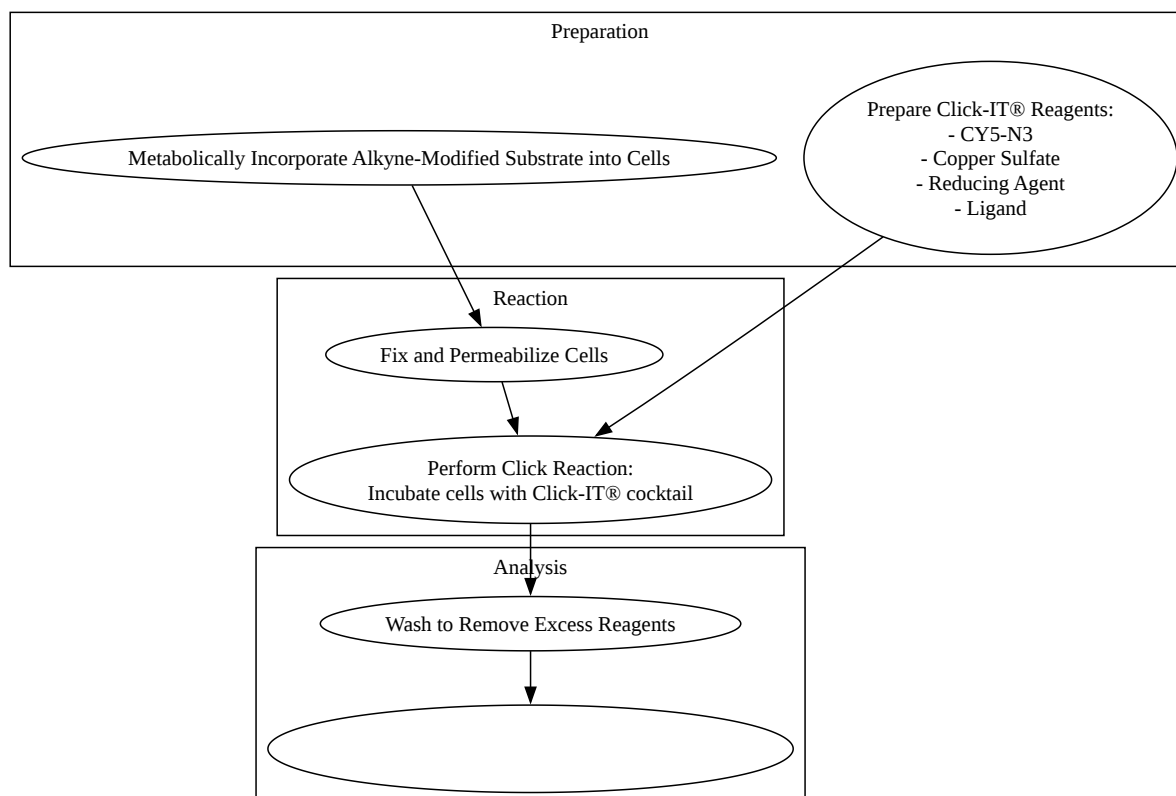 Preparation
Metabolically Incorporate Alkyne-Modified Substrate into Cells
Prepare Click-IT® Reagents:
- CY5-N3
- Copper Sulfate
- Reducing Agent
- Ligand
Reaction
Fix and Permeabilize Cells
Perform Click Reaction:
Incubate cells with Click-IT® cocktail
Analysis
Wash to Remove Excess Reagents